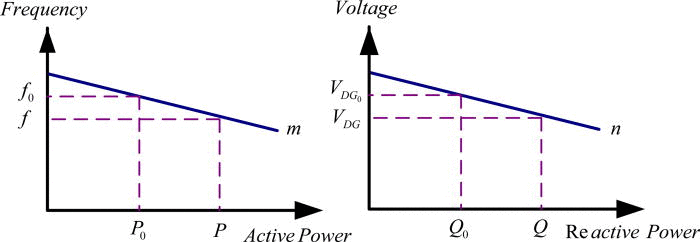 Frequency
f0
f
m
P0
P
Active Power
Voltage
VDG0
VDG
n
Q0
Q
Reactive Power